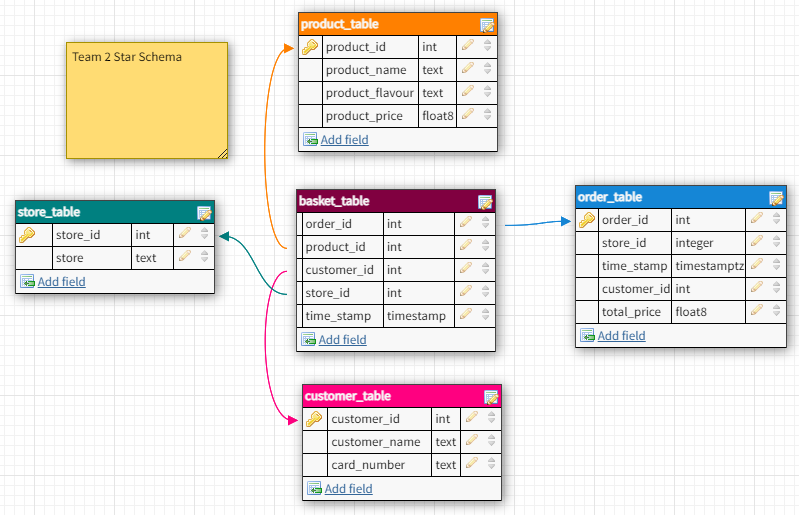 Team 2 Star Schema
product_table
product_id int
product_name text
product_flavour text
product_price float8
Add field
store_table
store_id int
store text
Add field
basket_table
order_id int
product_id int
customer_id int
store_id int
time_stamp timestamp
Add field
order_table
order_id int
store_id integer
time_stamp timestamptz
customer_id int
total_price float8
Add field
customer_table
customer_id int
customer_name text
card_number text
Add field